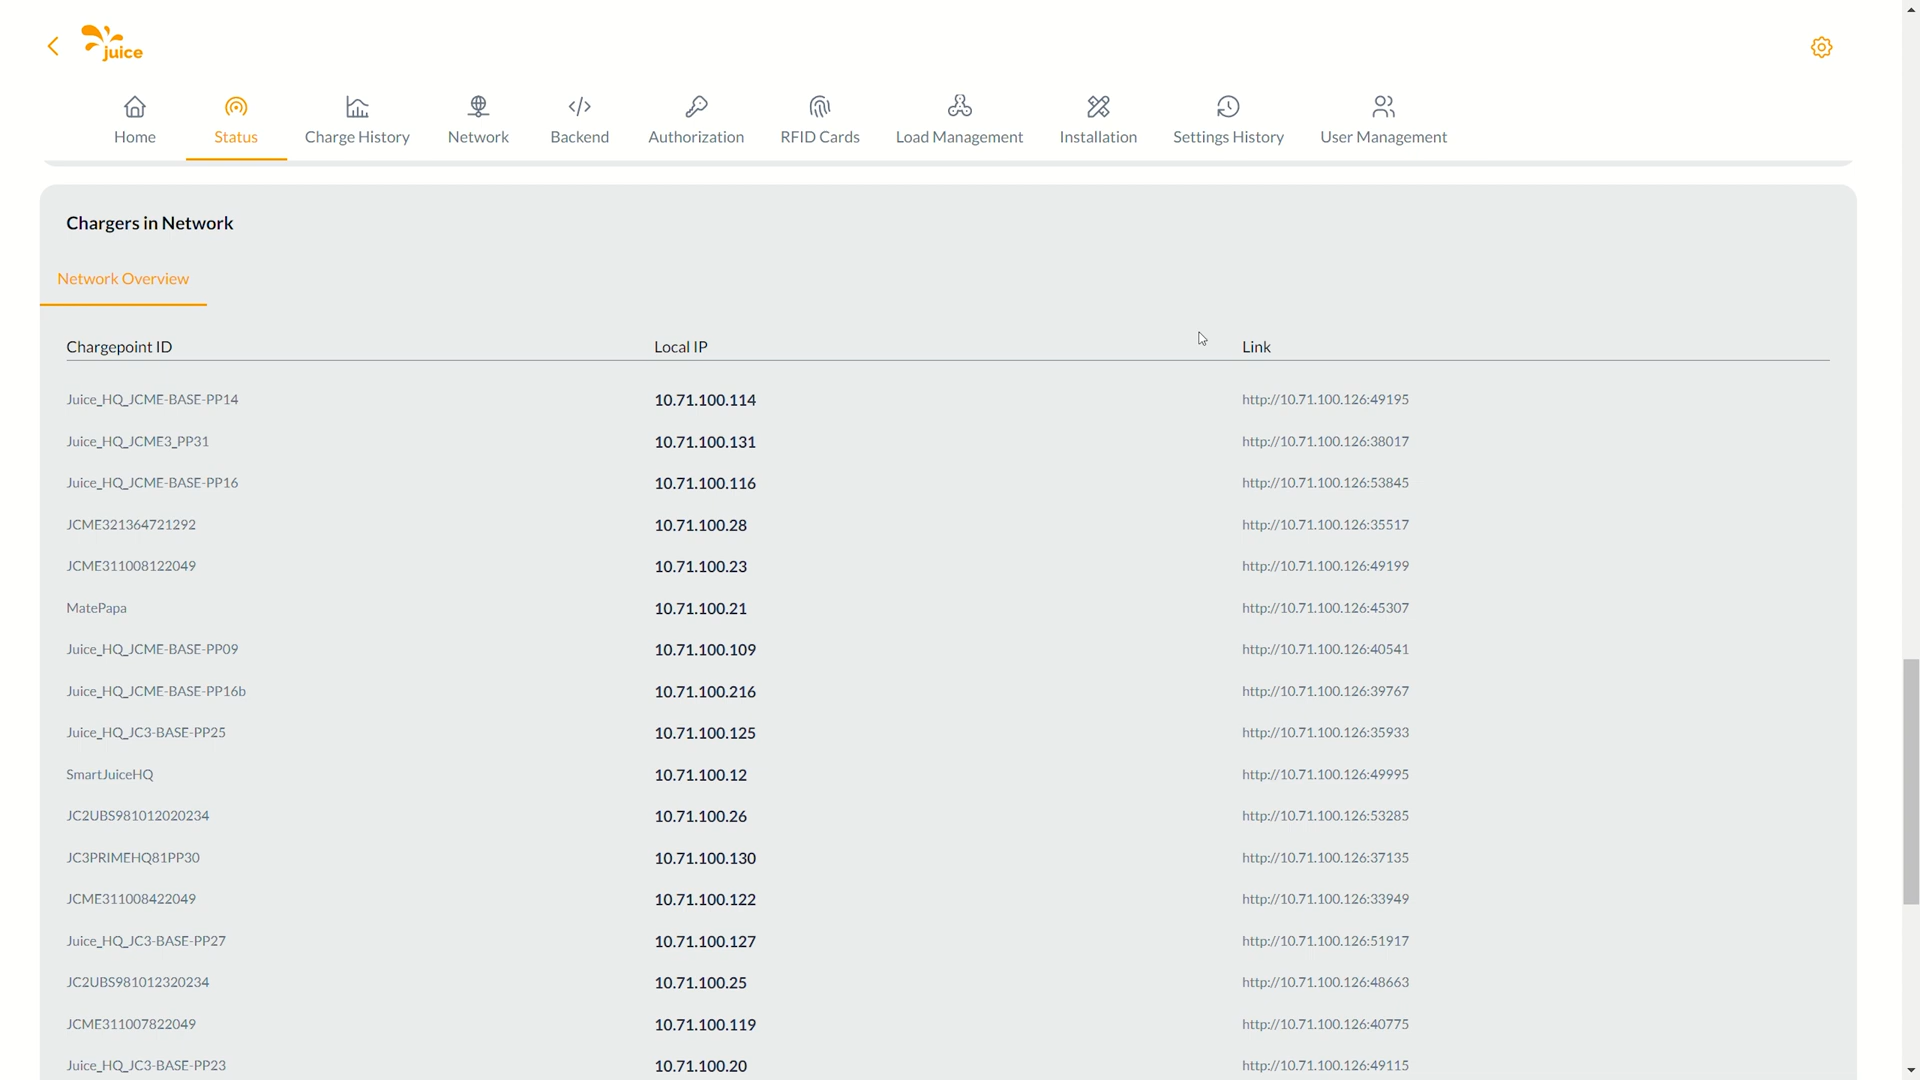 juice
Home
Status
Charge History
Network
Backend
Authorization
RFID Cards
Load Management
Installation
Settings History
User Management
Chargers in Network
Network Overview
Chargepoint ID Local IP Link
Juice_HQ_JCME-BASE-PP14 10.71.100.114 http://10.71.100.126:49195
Juice_HQ_JCME3_PP31 10.71.100.131 http://10.71.100.126:38017
Juice_HQ_JCME-BASE-PP16 10.71.100.116 http://10.71.100.126:53845
JCME321364721292 10.71.100.28 http://10.71.100.126:35517
JCME311008122049 10.71.100.23 http://10.71.100.126:49199
MatePapa 10.71.100.21 http://10.71.100.126:45307
Juice_HQ_JCME-BASE-PP09 10.71.100.109 http://10.71.100.126:40541
Juice_HQ_JCME-BASE-PP16b 10.71.100.216 http://10.71.100.126:39767
Juice_HQ_JC3-BASE-PP25 10.71.100.125 http://10.71.100.126:35933
SmartJuiceHQ 10.71.100.12 http://10.71.100.126:49995
JC2UBS981012020234 10.71.100.26 http://10.71.100.126:53285
JC3PRIMEHQ81PP30 10.71.100.130 http://10.71.100.126:37135
JCME311008422049 10.71.100.122 http://10.71.100.126:33949
Juice_HQ_JC3-BASE-PP27 10.71.100.127 http://10.71.100.126:51917
JC2UBS981012320234 10.71.100.25 http://10.71.100.126:48663
JCME311007822049 10.71.100.119 http://10.71.100.126:40775
Juice_HQ_JC3-BASE-PP23 10.71.100.20 http://10.71.100.126:49115